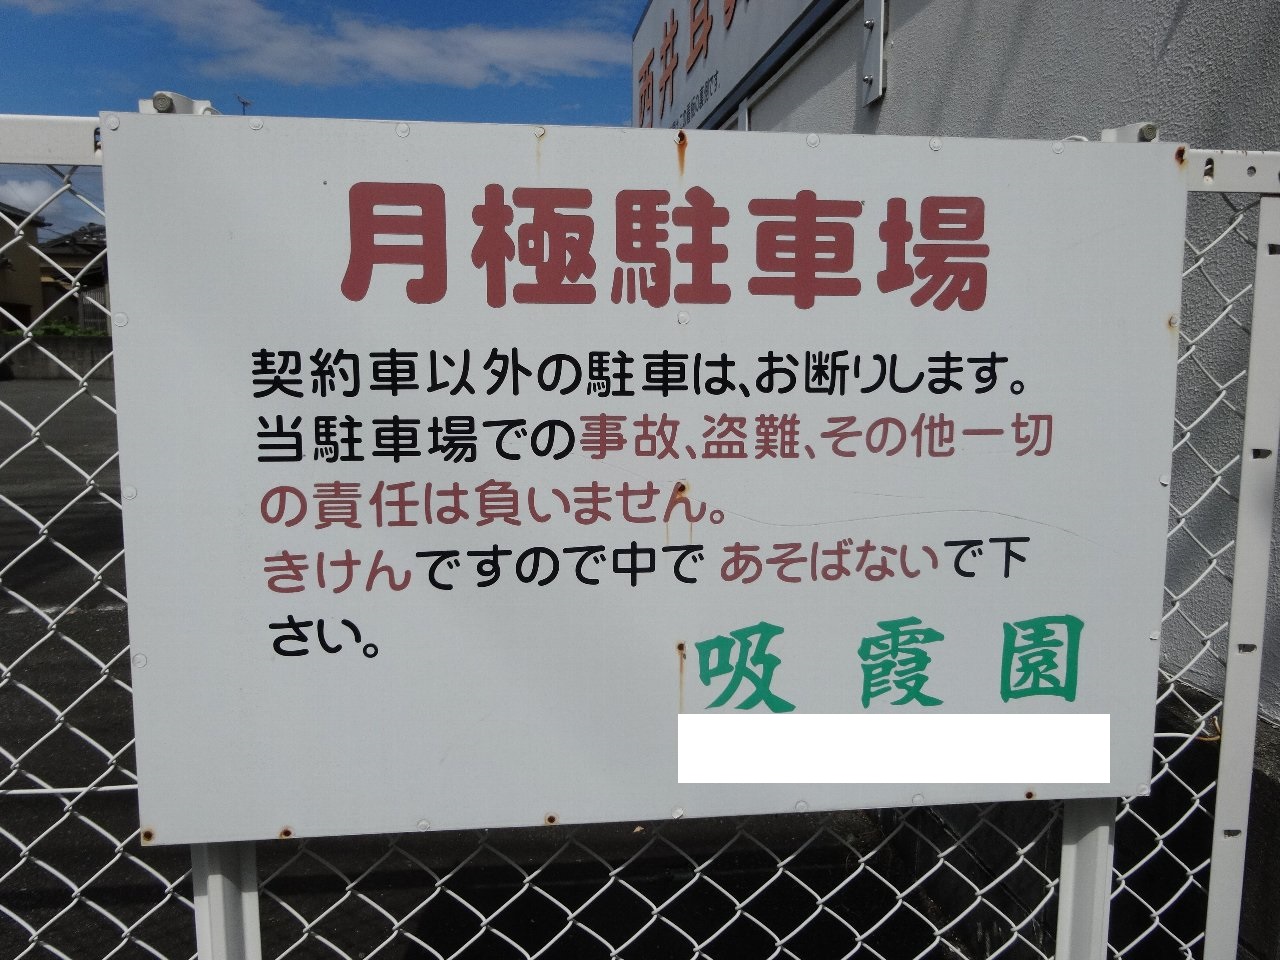 西井耳
月極駐車場
契約車以外の駐車は、お断りします。
当駐車場での事故、盗難、その他一切
の責任は負いません。
きけんですので中で あそばないで下
さい。
吸霞園